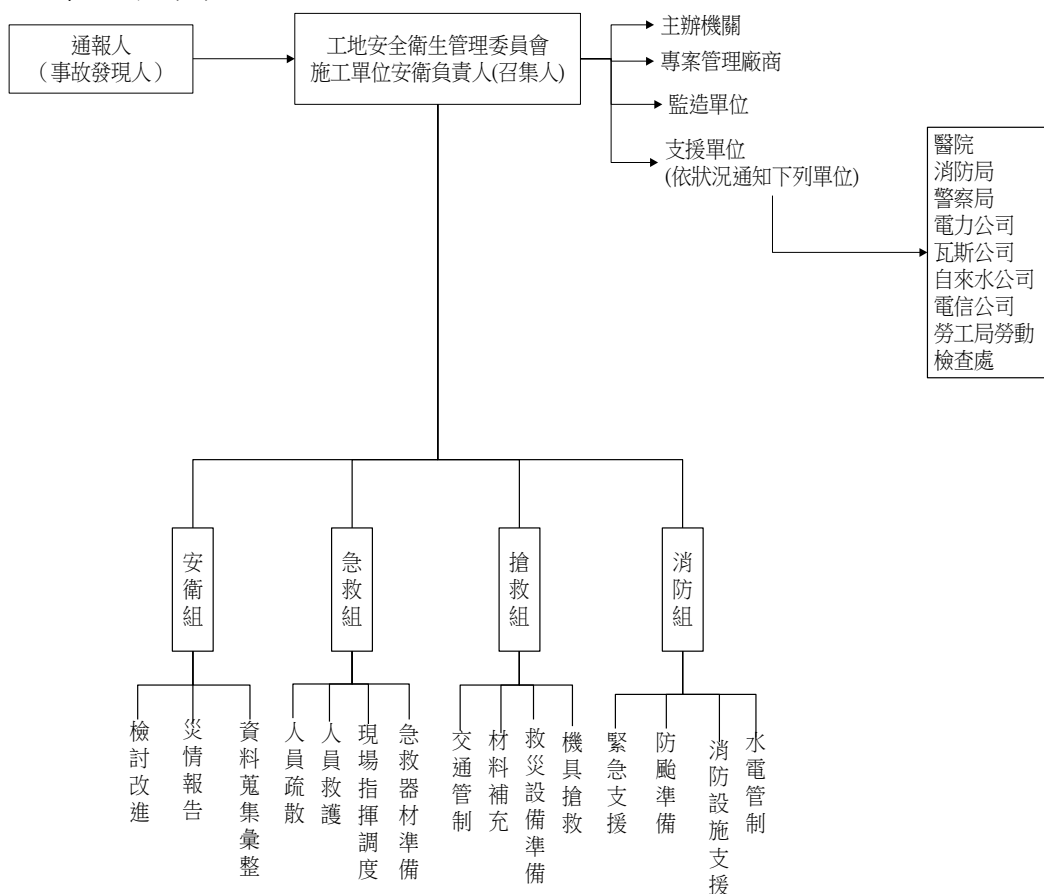 通報人
（事故發現人）
工地安全衛生管理委員會
施工單位安衛負責人(召集人)
主辦機關
專案管理廠商
監造單位
支援單位
(依狀況通知下列單位)
醫院
消防局
警察局
電力公司
瓦斯公司
自來水公司
電信公司
勞工局勞動
檢查處
安衛組
急救組
搶救組
消防組
檢討改進
災情報告
資料蒐集彙整
人員疏散
人員救護
現場指揮調度
急救器材準備
交通管制
材料補充
救災設備準備
機具搶救
緊急支援
防颱準備
消防設施支援
水電管制